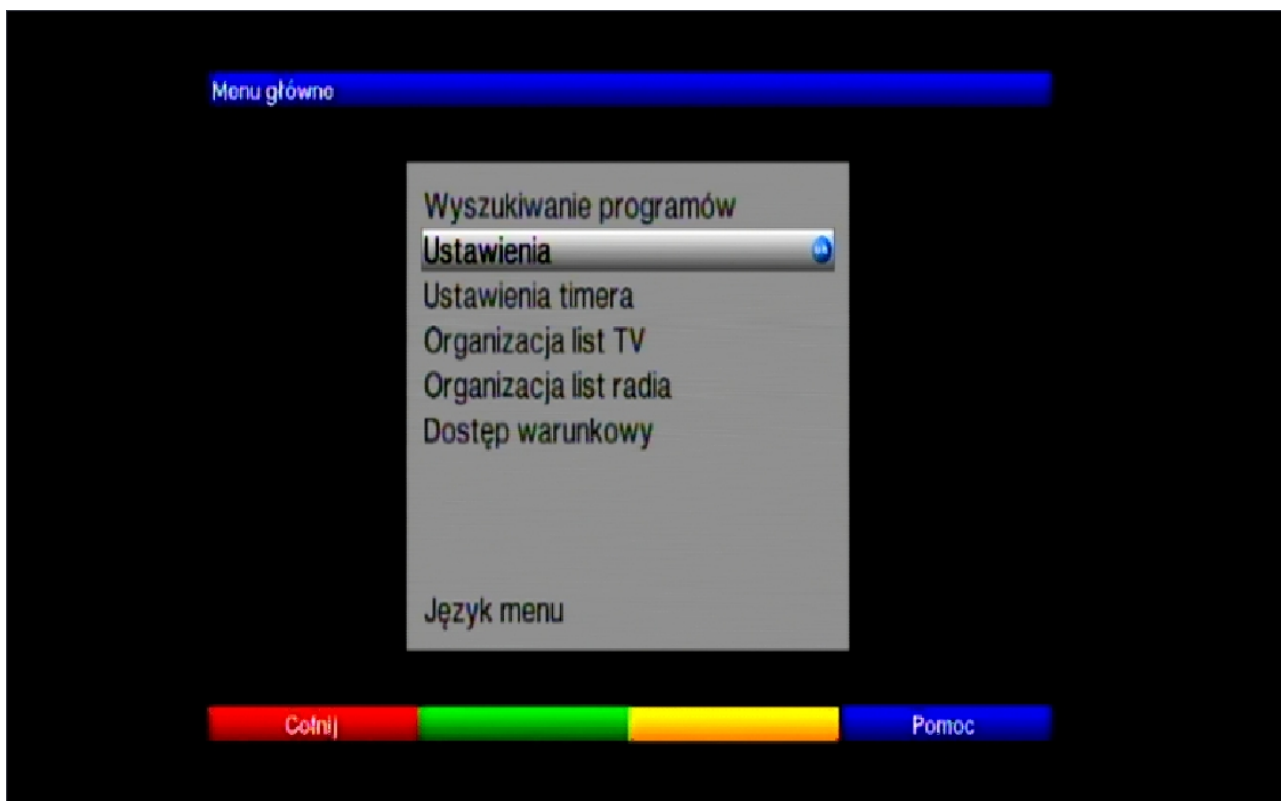 Menu główne
Wyszukiwanie programów
Ustawienia
Ustawienia timera
Organizacja list TV
Organizacja list radia
Dostęp warunkowy
Język menu
Cofnij
Pomoc